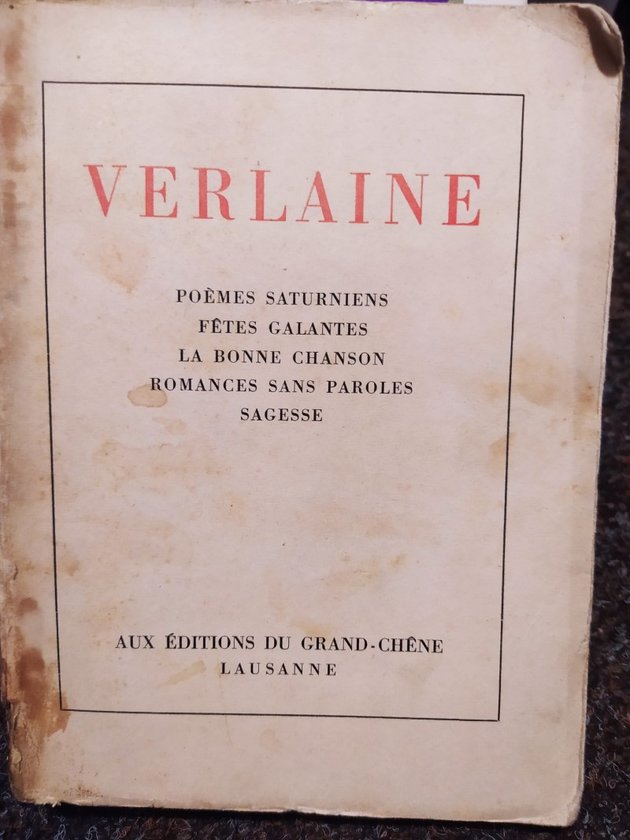 VERLAINE
POÈMES SATURNIENS
FÊTES GALANTES
LA BONNE CHANSON
ROMANCES SANS PAROLES
SAGESSE
AUX ÉDITIONS DU GRAND-CHÊNE
LAUSANNE